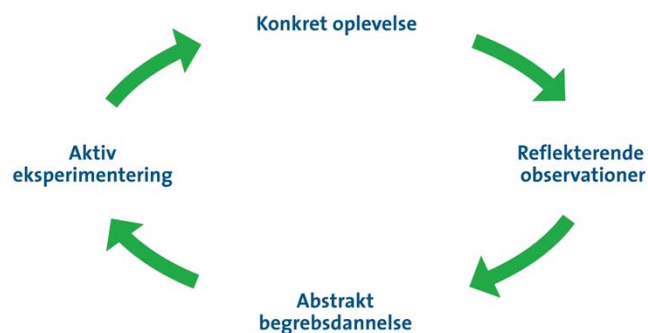 Konkret oplevelse
Reflekterende
observationer
Abstrakt
begrebsdannelse
Aktiv
eksperimentering